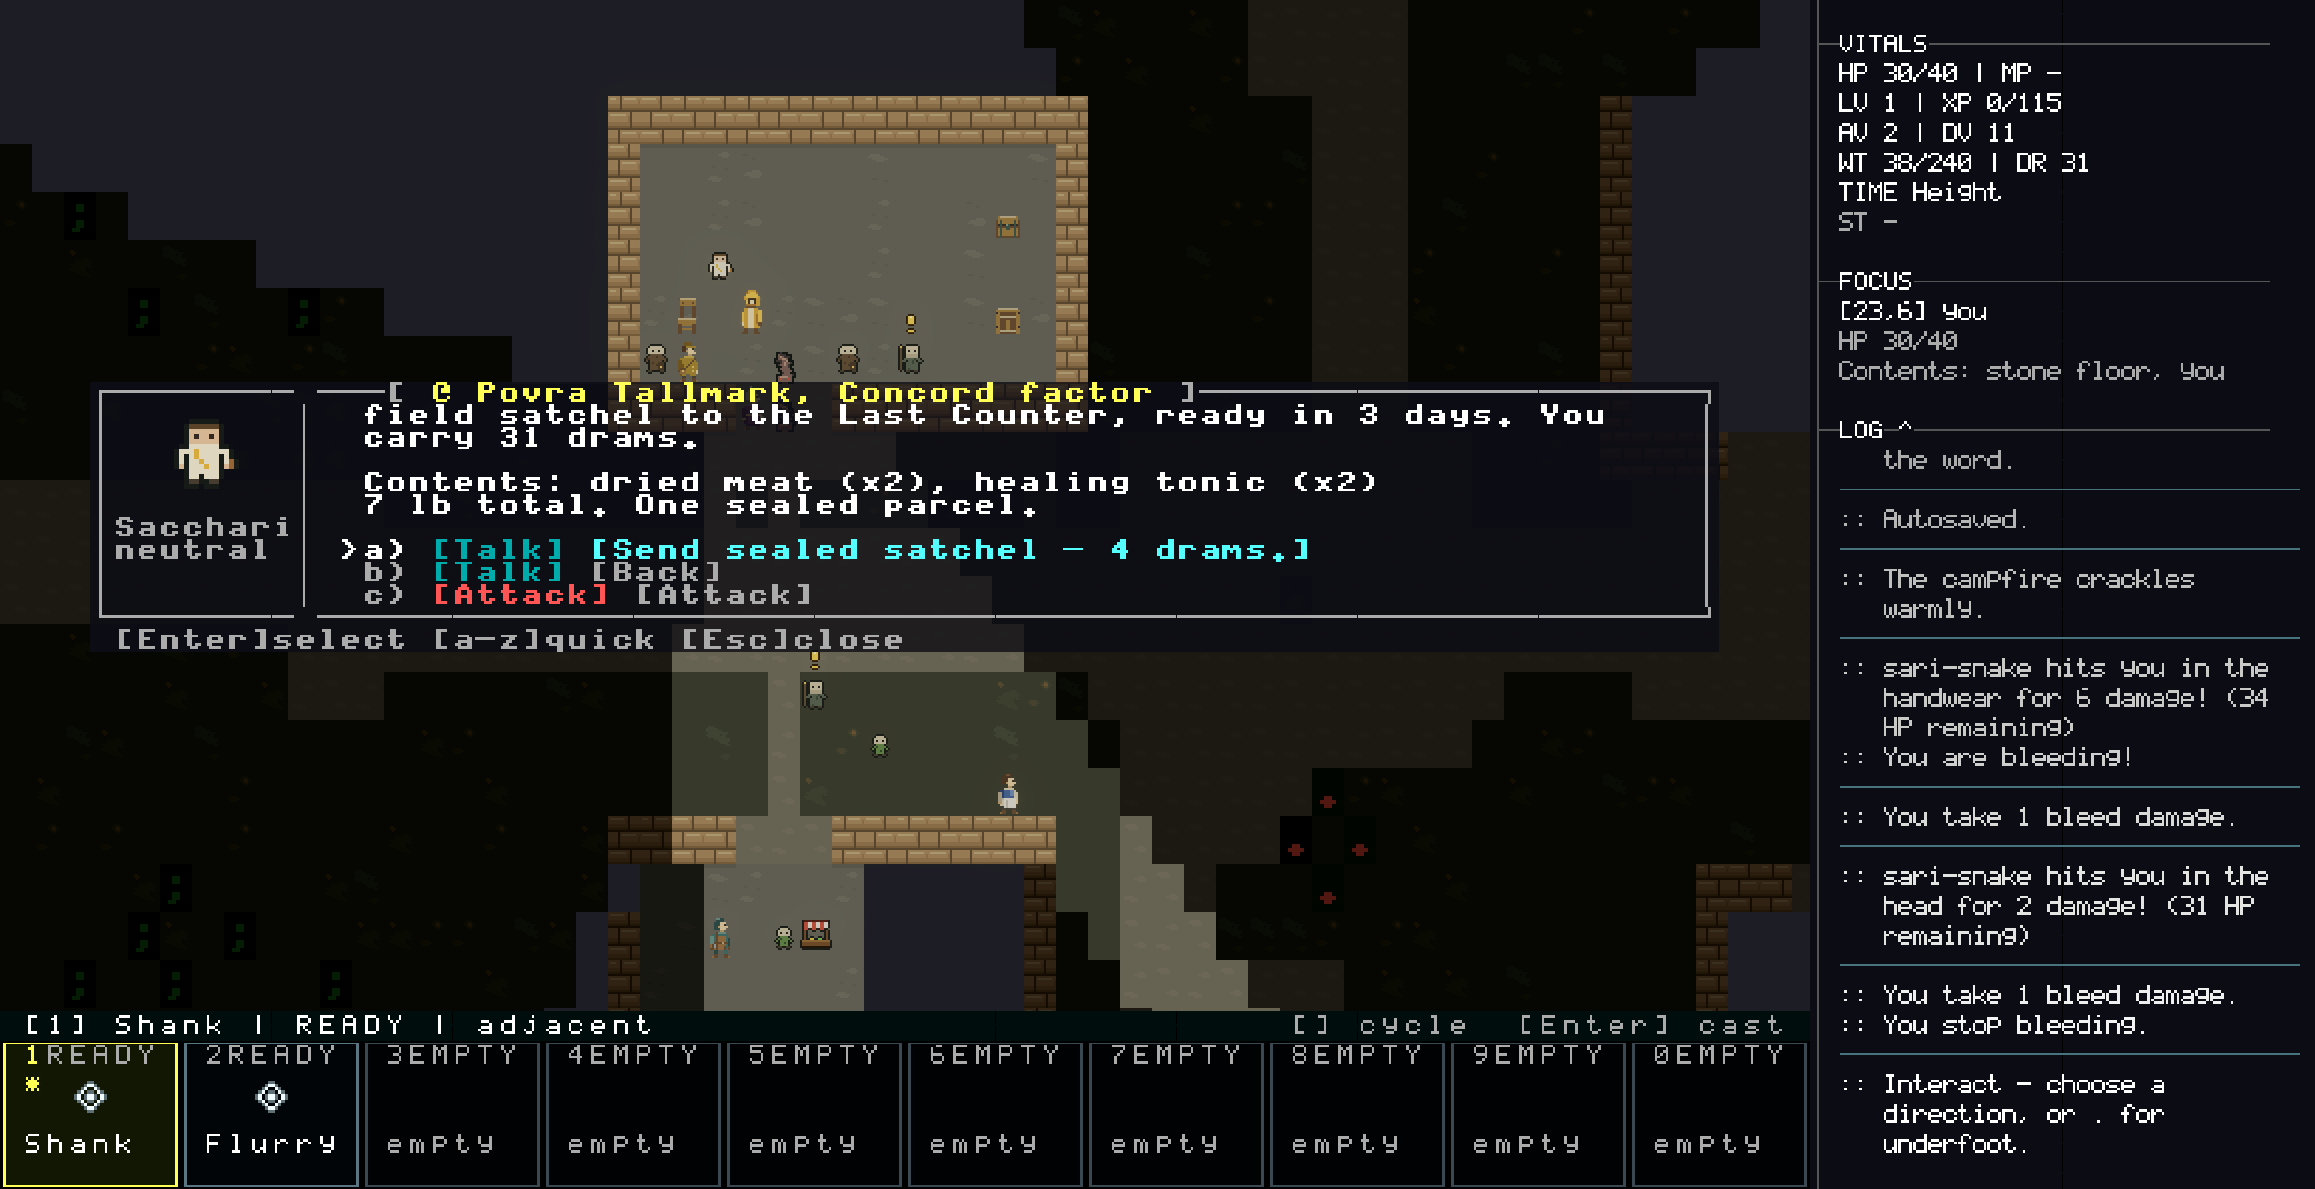 [ @ Povra Tallmark, Concord factor ]
field satchel to the Last Counter, ready in 3 days. You
carry 31 drams.
Contents: dried meat (x2), healing tonic (x2)
7 lb total. One sealed parcel.
>a) [Talk] [Send sealed satchel — 4 drams.]
b) [Talk] [Back]
c) [Attack] [Attack]
Sacchari
neutral
[Enter]select [a—z]quick [Esc]close
[1] Shank | READY | adjacent
[] cycle [Enter] cast
1READY
*
Shank
2READY
Flurry
3EMPTY
empty
4EMPTY
empty
5EMPTY
empty
6EMPTY
empty
7EMPTY
empty
8EMPTY
empty
9EMPTY
empty
0EMPTY
empty
VITALS
HP 30/40 | MP -
LV 1 | XP 0/115
AV 2 | DV 11
WT 38/240 | DR 31
TIME Height
ST -
FOCUS
[23,6] You
HP 30/40
Contents: stone floor, You
LOG ^
the word.
:: Autosaved.
:: The campfire crackles
warmly.
:: sari-snake hits you in the
handwear for 6 damage! (34
HP remaining)
:: You are bleeding!
:: You take 1 bleed damage.
:: sari-snake hits you in the
head for 2 damage! (31 HP
remaining)
:: You take 1 bleed damage.
:: You stop bleeding.
:: Interact - choose a
direction, or . for
underfoot.